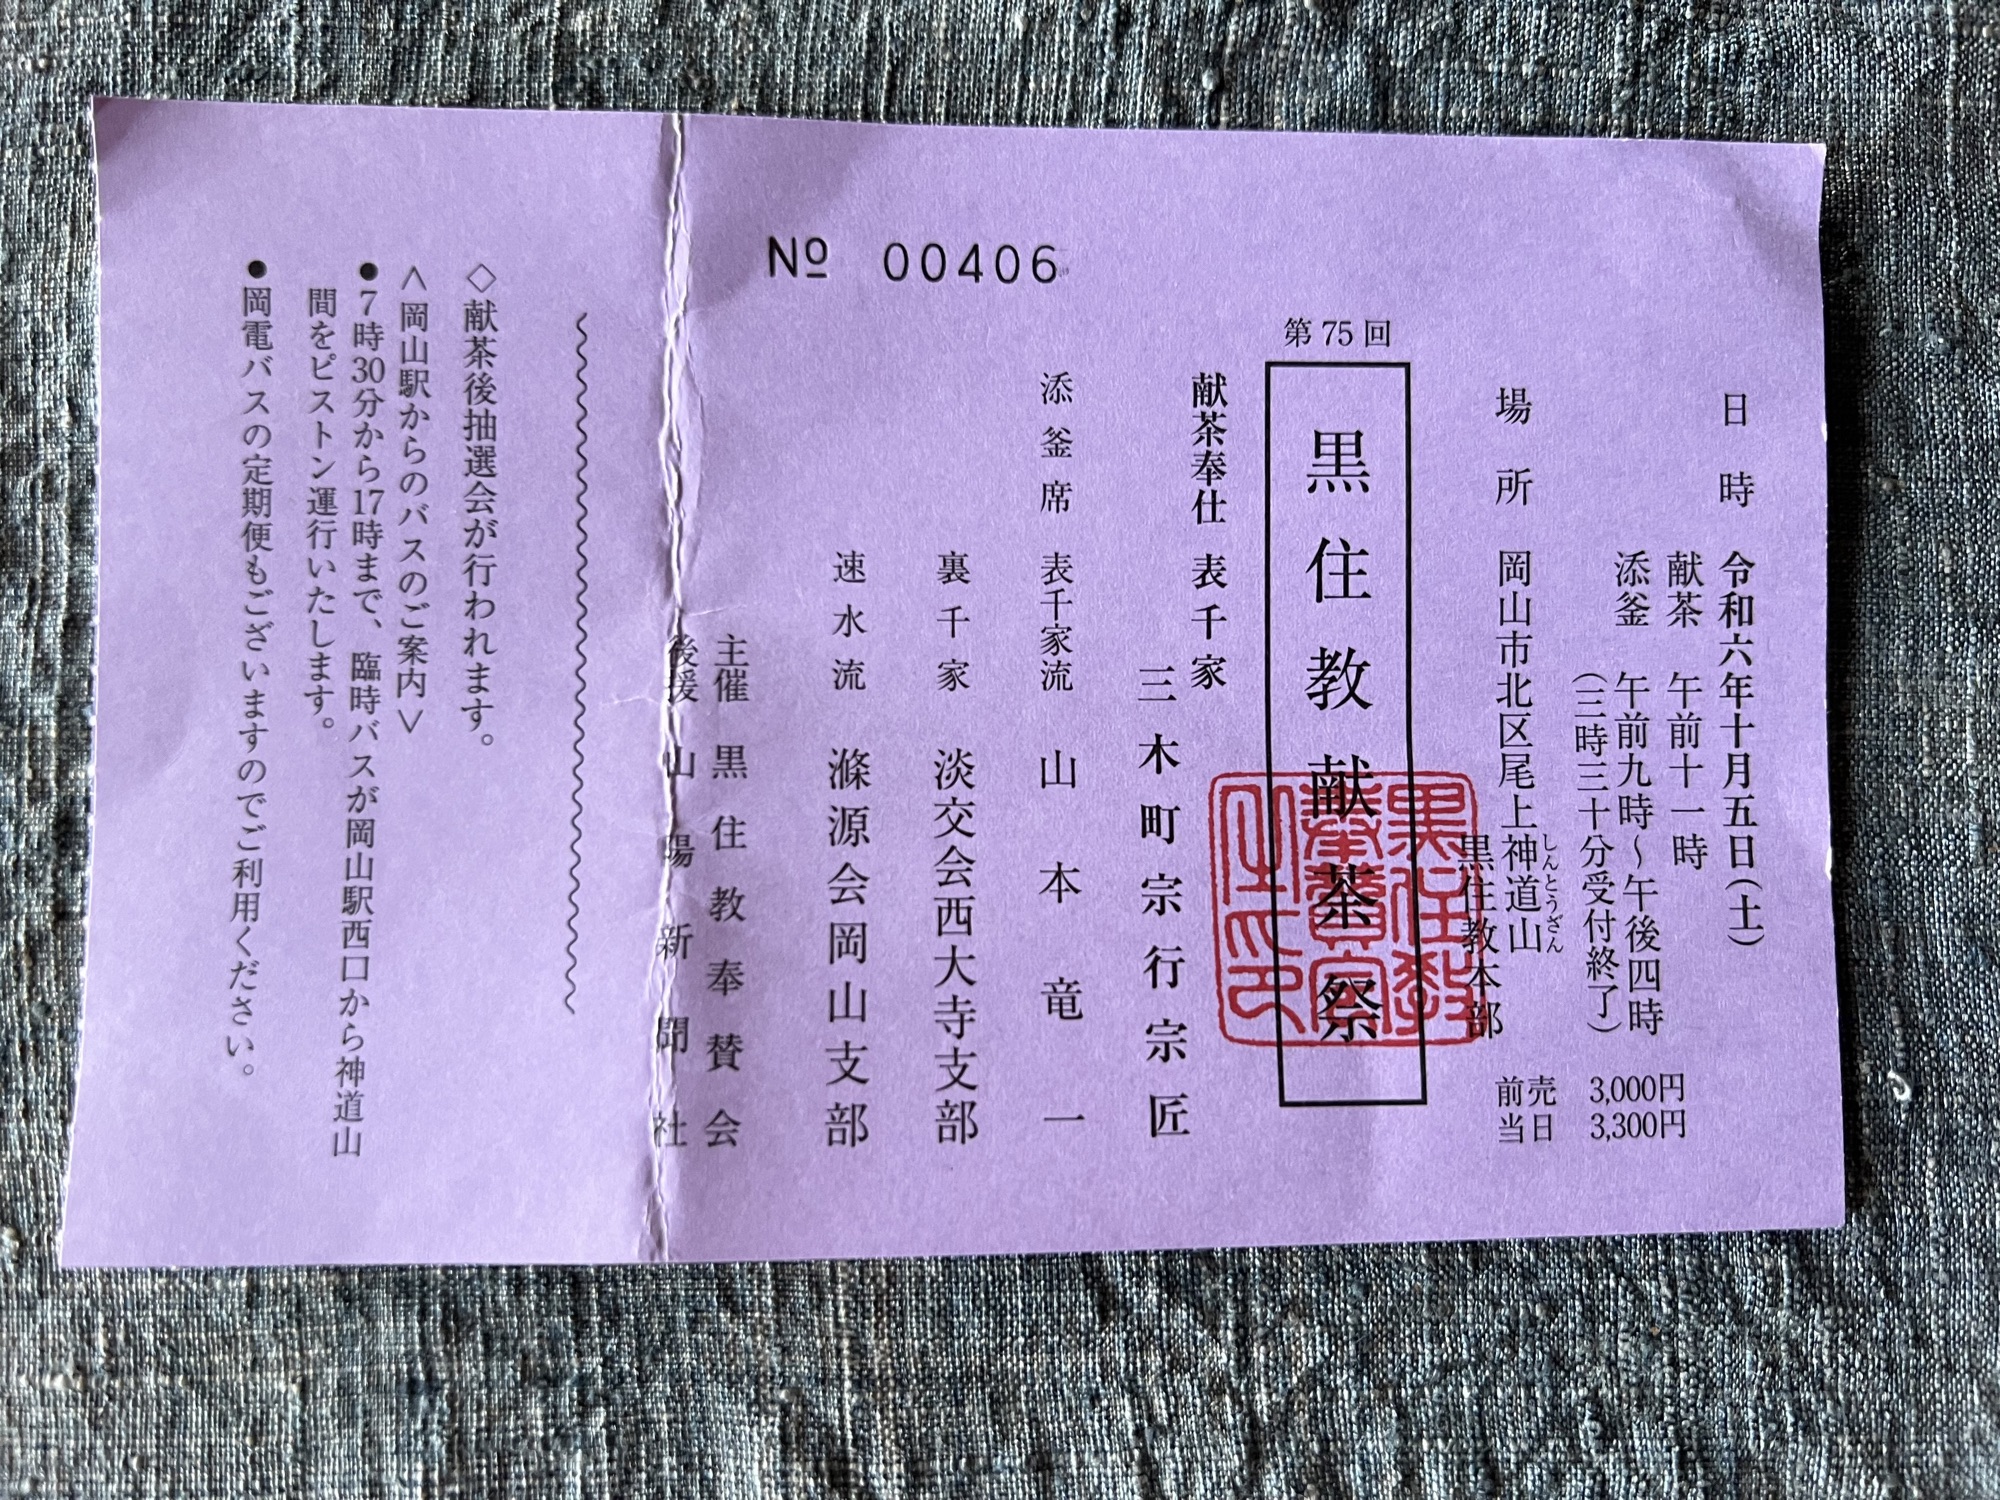 日時 令和六年十月五日(土)
献茶 午前十一時
添釜 午前九時~午後四時
(三時三十分受付終了)
場所 岡山市北区尾上神道山
しんとうざん
黒住教本部
前売 3,000円
当日 3,300円
第75回
黒住教献茶祭
献茶奉仕 表千家
三木町宗行宗匠
添釜席 表千家流 山本竜一
裏千家 淡交会西大寺支部
速水流 滌源会岡山支部
主催 黒住教奉賛会
後援 山陽新聞社
№ 00406
◇献茶後抽選会が行われます。
<岡山駅からのバスのご案内>
●7時30分から17時まで、臨時バスが岡山駅西口から神道山
間をピストン運行いたします。
●岡電バスの定期便もございますのでご利用ください。